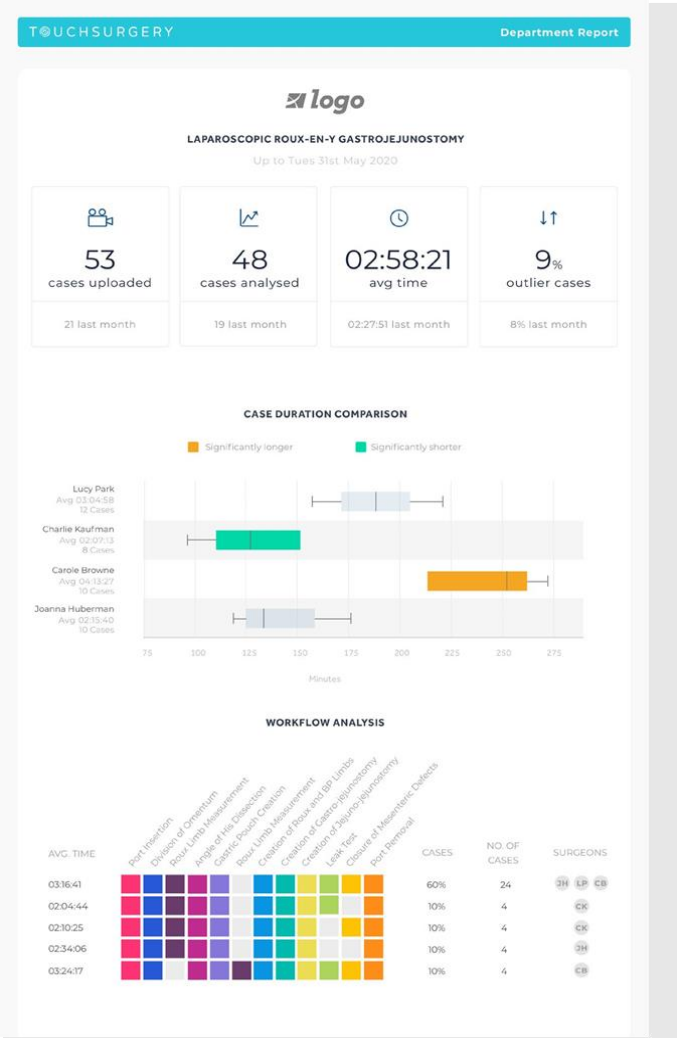 TOUCHSURGERY
Department Report
logo
LAPAROSCOPIC ROUX-EN-Y GASTROJEJUNOSTOMY
Up to Tues 31st May 2020
53
cases uploaded
21 last month
48
cases analysed
19 last month
02:58:21
avg time
02:27:51 last month
9%
outlier cases
8% last month
CASE DURATION COMPARISON
Significantly longer
Significantly shorter
Lucy Park
Avg 03:04:58
12 Cases
Charlie Kaufman
Avg 02:07:13
8 Cases
Carole Browne
Avg 04:13:27
10 Cases
Joanna Huberman
Avg 02:15:40
10 Cases
75 100 125 150 175 200 225 250 275
Minutes
WORKFLOW ANALYSIS
AVG. TIME
Port Insertion
Division of Omentum
Roux Limb Measurement
Angle of His Dissection
Gastric Pouch Creation
Roux Limb Measurement
Creation of Roux and BP Limbs
Creation of Gastro-jejunostomy
Creation of Jejuno-jejunostomy
Leak Test
Closure of Mesenteric Defects
Port Removal
CASES
NO. OF
CASES
SURGEONS
03:16:41 60% 24 JH LP CB
02:04:44 10% 4 CK
02:10:25 10% 4 CK
02:34:06 10% 4 JH
03:24:17 10% 4 CB